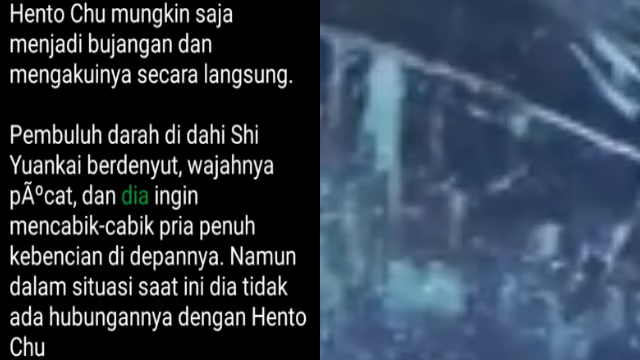 Hento Chu mungkin saja
menjadi bujangan dan
mengakuinya secara langsung.
Pembuluh darah di dahi Shi
Yuankai berdenyut, wajahnya
pÃºcat, dan dia ingin
mencabik-cabik pria penuh
kebencian di depannya. Namun
dalam situasi saat ini dia tidak
ada hubungannya dengan Hento
Chu